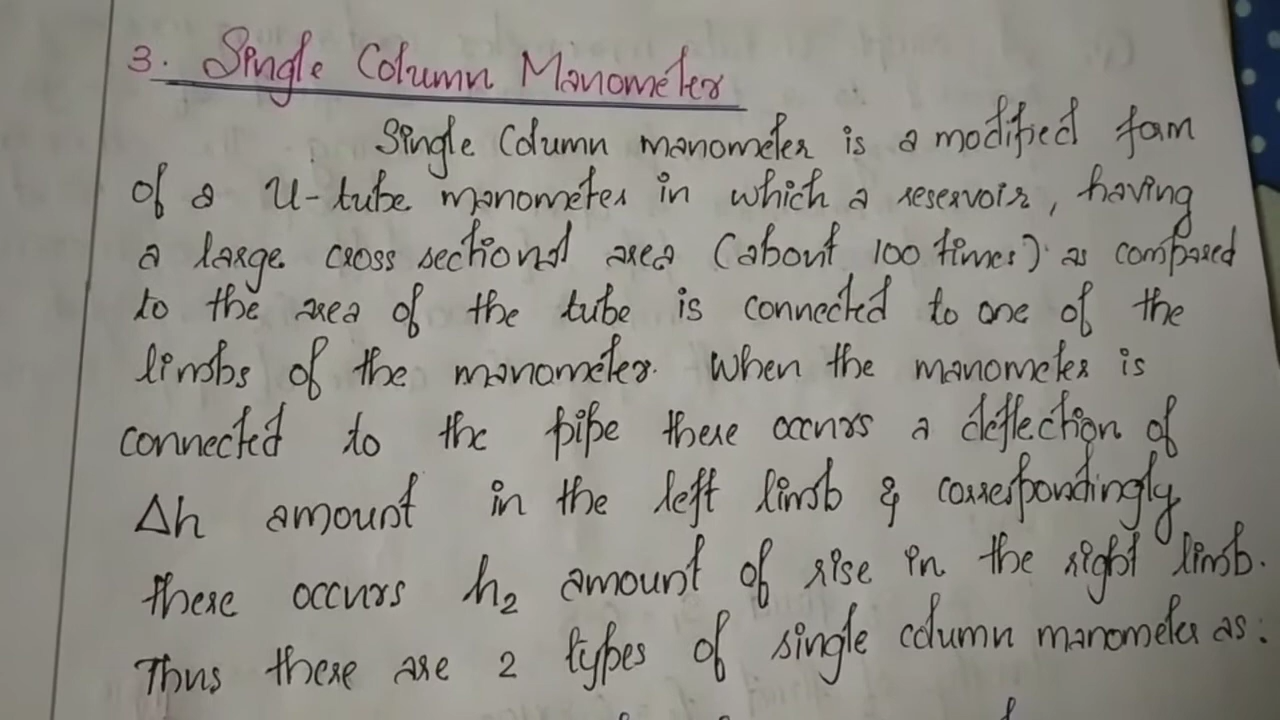 3. Single Column Manometer
Single Column manometer is a modified form
of a U-tube manometer in which a reservoir, having
a large cross sectional area (about 100 times) as compared
to the area of the tube is connected to one of the
limbs of the manometer. When the manometer is
connected to the pipe there occurs a deflection of
Δh amount in the left limb & correspondingly
there occurs h₂ amount of rise in the right limb.
Thus there are 2 types of single column manometer as: